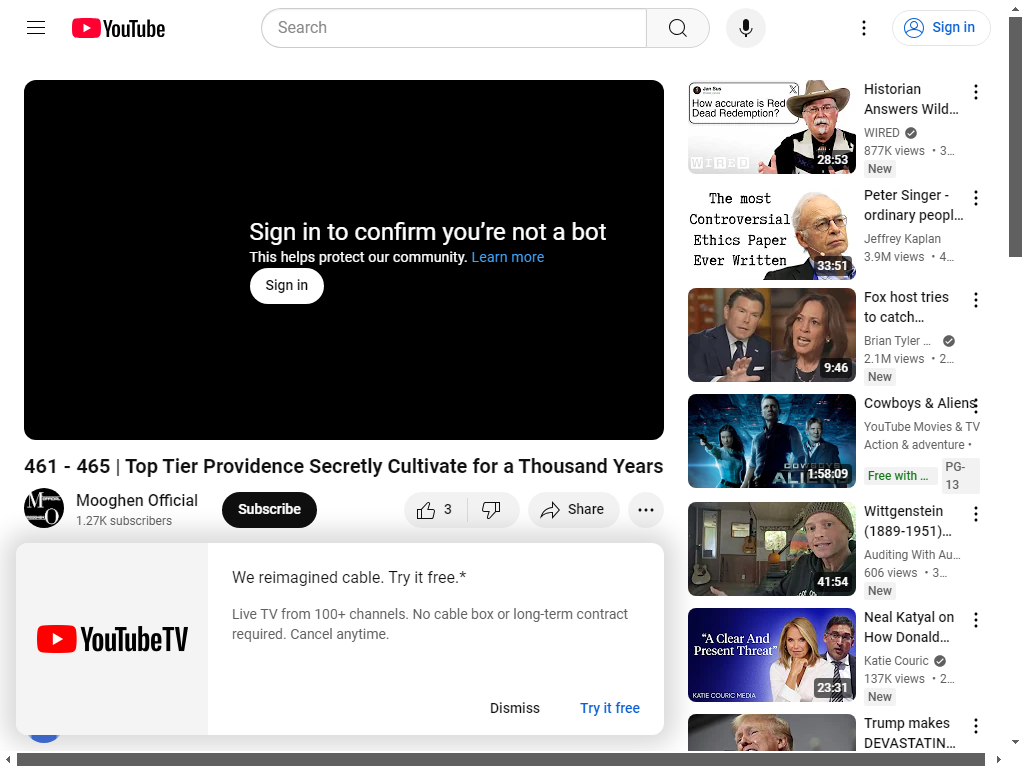 YouTube
Search
Sign in
Sign in to confirm you're not a bot
This helps protect our community. Learn more
Sign in
461 - 465 | Top Tier Providence Secretly Cultivate for a Thousand Years
Mooghen Official
1.27K subscribers
Subscribe
3
Share
We reimagined cable. Try it free.*
Live TV from 100+ channels. No cable box or long-term contract
required. Cancel anytime.
YouTubeTV
Dismiss
Try it free
Jan Sus
How accurate is Red
Dead Redemption?
WIRED
28:53
Historian
Answers Wild…
WIRED
877K views • 3…
New
The most
Controversial
Ethics Paper
Ever Written
33:51
Peter Singer -
ordinary peopl…
Jeffrey Kaplan
3.9M views • 4…
9:46
Fox host tries
to catch…
Brian Tyler …
2.1M views • 2…
New
COWBOYS
ALIENS
1:58:09
Cowboys & Aliens
YouTube Movies & TV
Action & adventure •
Free with …
PG-
13
41:54
Wittgenstein
(1889-1951)…
Auditing With Au…
606 views • 3…
New
"A Clear And
Present Threat"
KATIE COURIC MEDIA
23:31
Neal Katyal on
How Donald…
Katie Couric
137K views • 2…
New
Trump makes
DEVASTATIN…